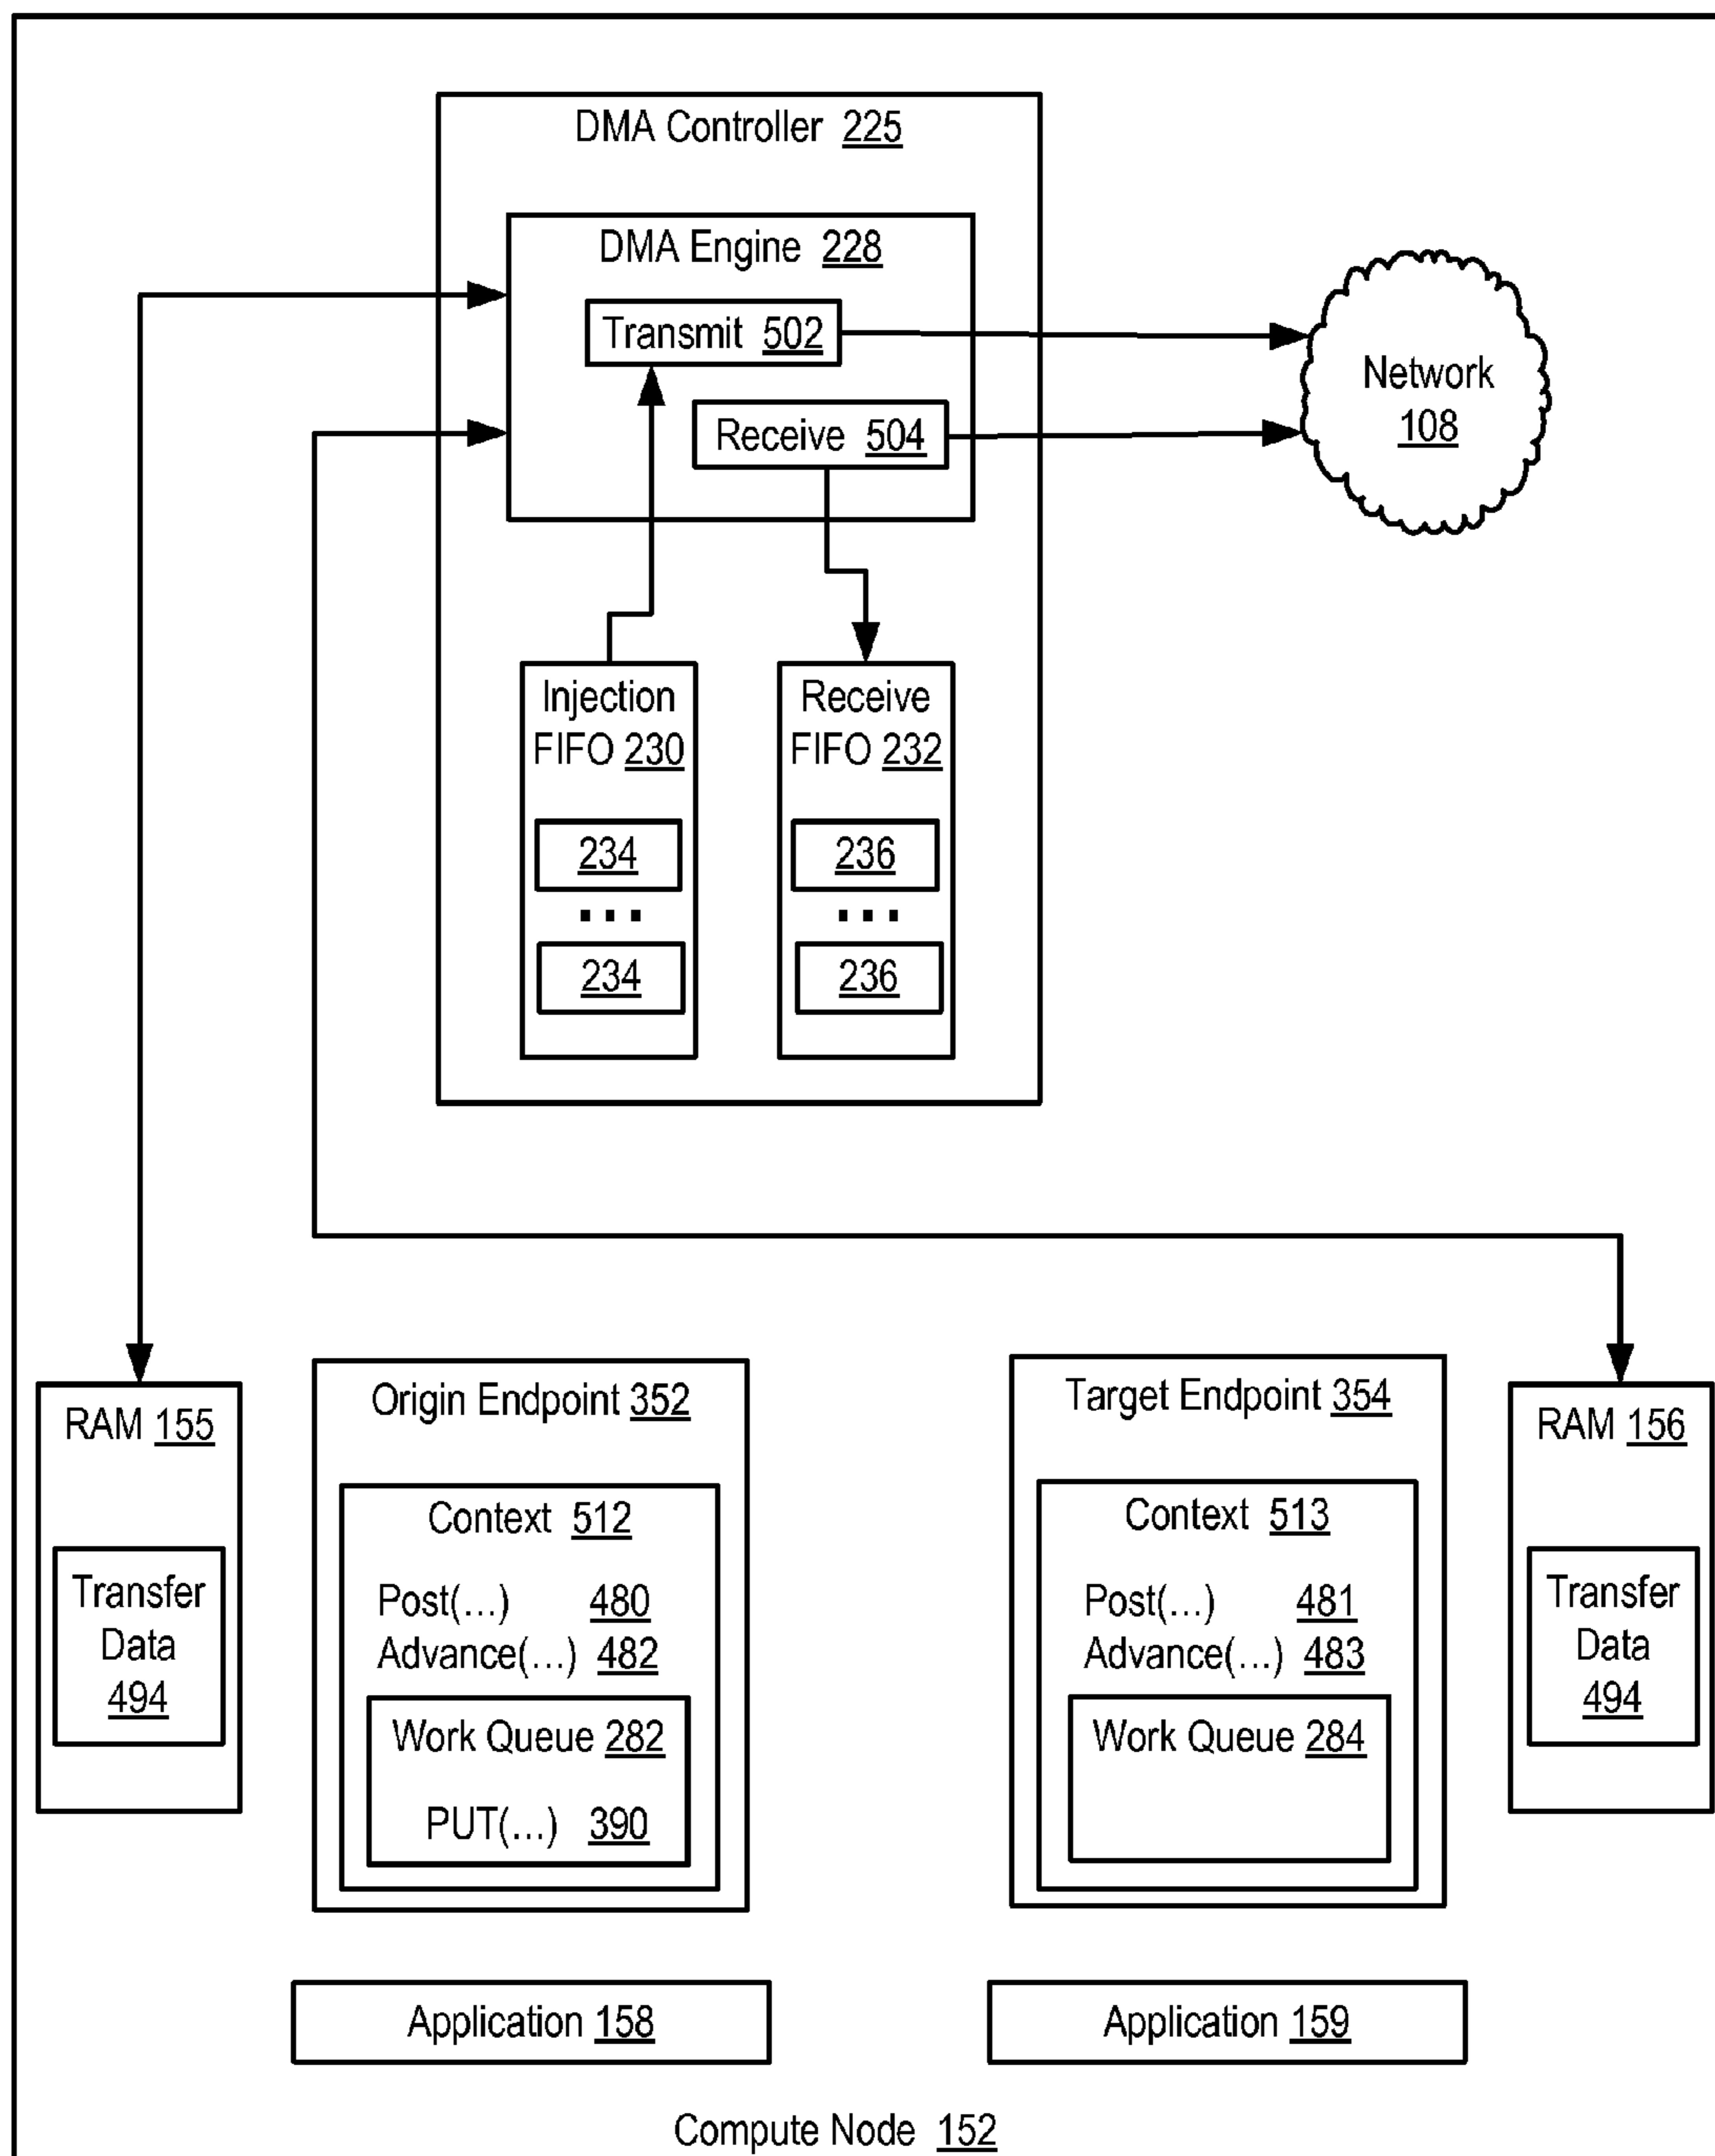 DMA Controller 225
DMA Engine 228
Transmit 502
Receive 504
Network
108
Injection
FIFO 230
234
...
234
Receive
FIFO 232
236
...
236
RAM 155
Transfer
Data
494
Origin Endpoint 352
Context 512
Post(...) 480
Advance(...) 482
Work Queue 282
PUT(...) 390
Target Endpoint 354
Context 513
Post(...) 481
Advance(...) 483
Work Queue 284
RAM 156
Transfer
Data
494
Application 158
Application 159
Compute Node 152